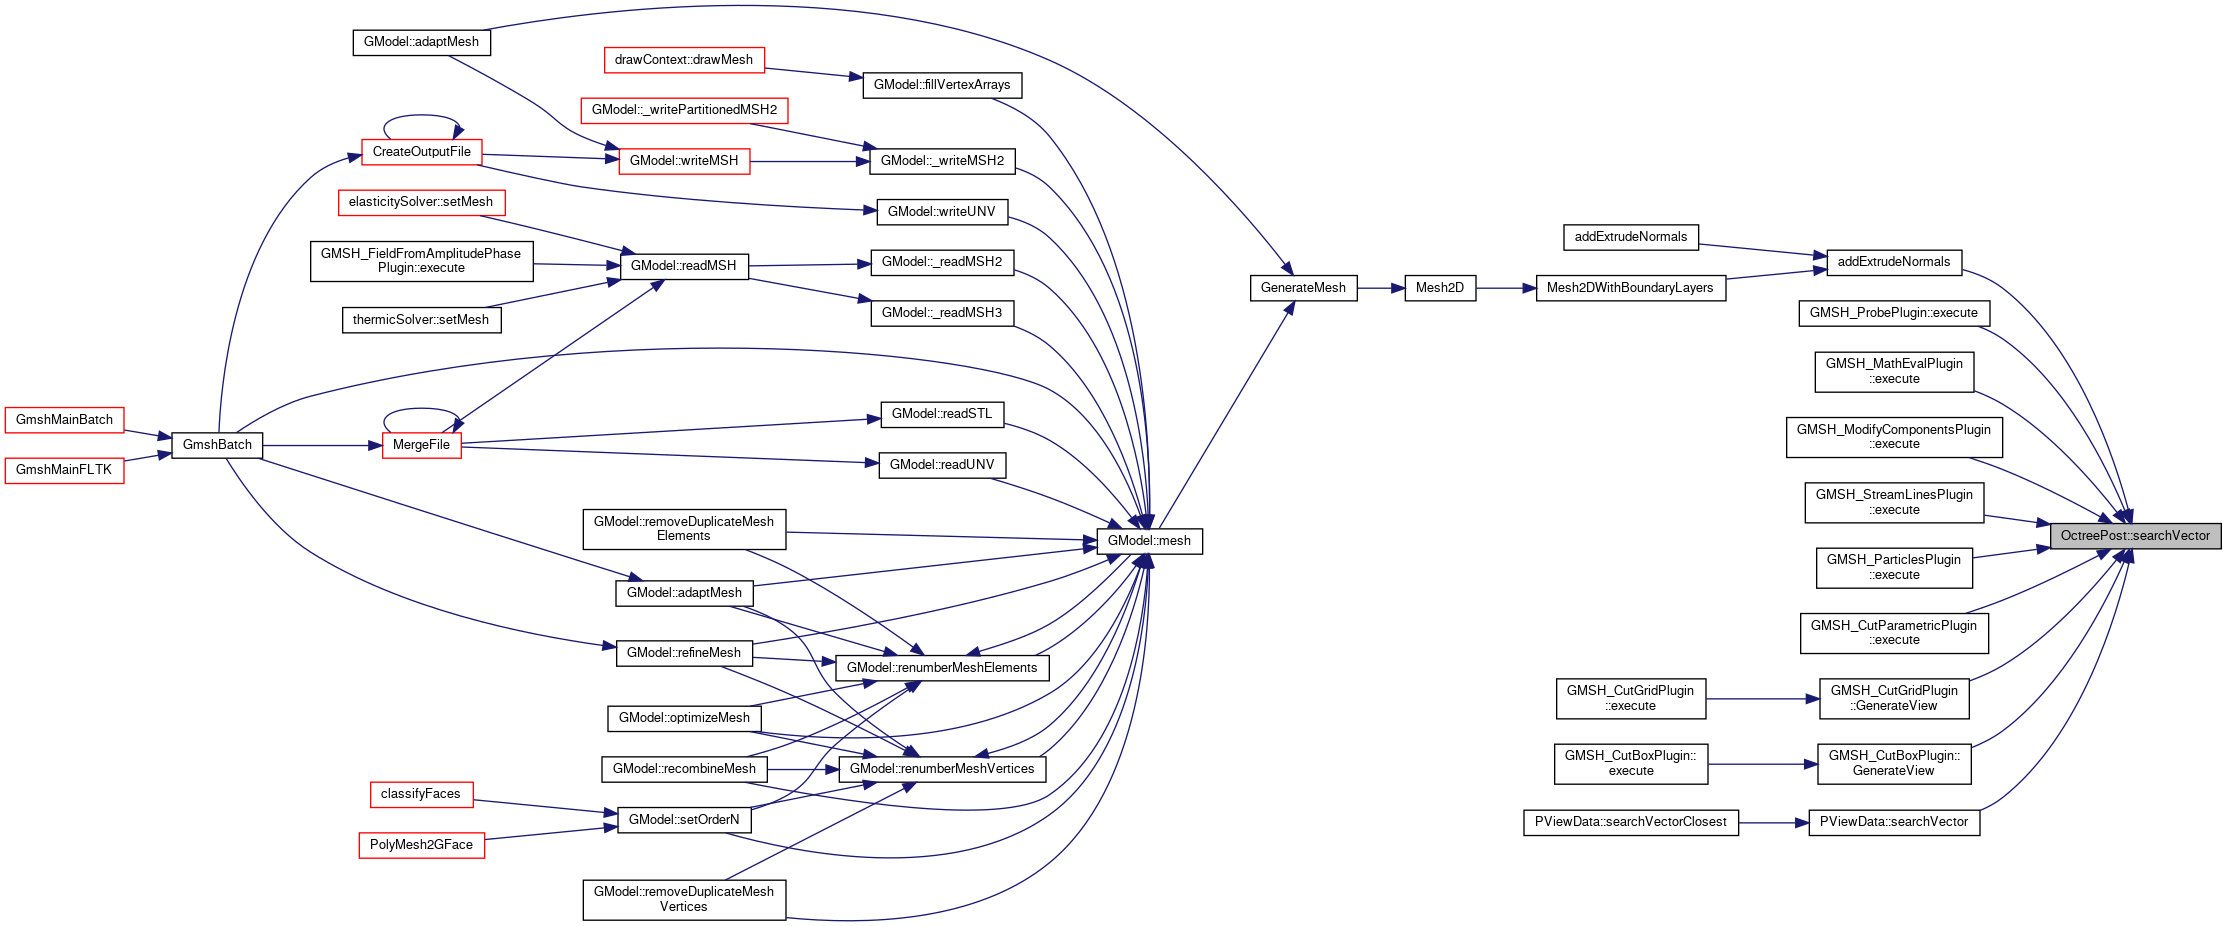 GModel::adaptMesh
drawContext::drawMesh
GModel::fillVertexArrays
GModel::_writePartitionedMSH2
CreateOutputFile
GModel::writeMSH
GModel::_writeMSH2
elasticitySolver::setMesh
GModel::writeUNV
GMSH_FieldFromAmplitudePhase
Plugin::execute
GModel::readMSH
GModel::_readMSH2
thermicSolver::setMesh
GModel::_readMSH3
GmshMainBatch
GmshMainFLTK
GmshBatch
MergeFile
GModel::readSTL
GModel::readUNV
GModel::removeDuplicateMesh
Elements
GModel::adaptMesh
GModel::refineMesh
GModel::renumberMeshElements
GModel::optimizeMesh
GModel::recombineMesh
GModel::renumberMeshVertices
classifyFaces
GModel::setOrderN
PolyMesh2GFace
GModel::removeDuplicateMesh
Vertices
GModel::mesh
GenerateMesh
Mesh2D
Mesh2DWithBoundaryLayers
addExtrudeNormals
addExtrudeNormals
GMSH_ProbePlugin::execute
GMSH_MathEvalPlugin
::execute
GMSH_ModifyComponentsPlugin
::execute
GMSH_StreamLinesPlugin
::execute
GMSH_ParticlesPlugin
::execute
GMSH_CutParametricPlugin
::execute
GMSH_CutGridPlugin
::execute
GMSH_CutGridPlugin
::GenerateView
GMSH_CutBoxPlugin::
execute
GMSH_CutBoxPlugin::
GenerateView
PViewData::searchVectorClosest
PViewData::searchVector
OctreePost::searchVector